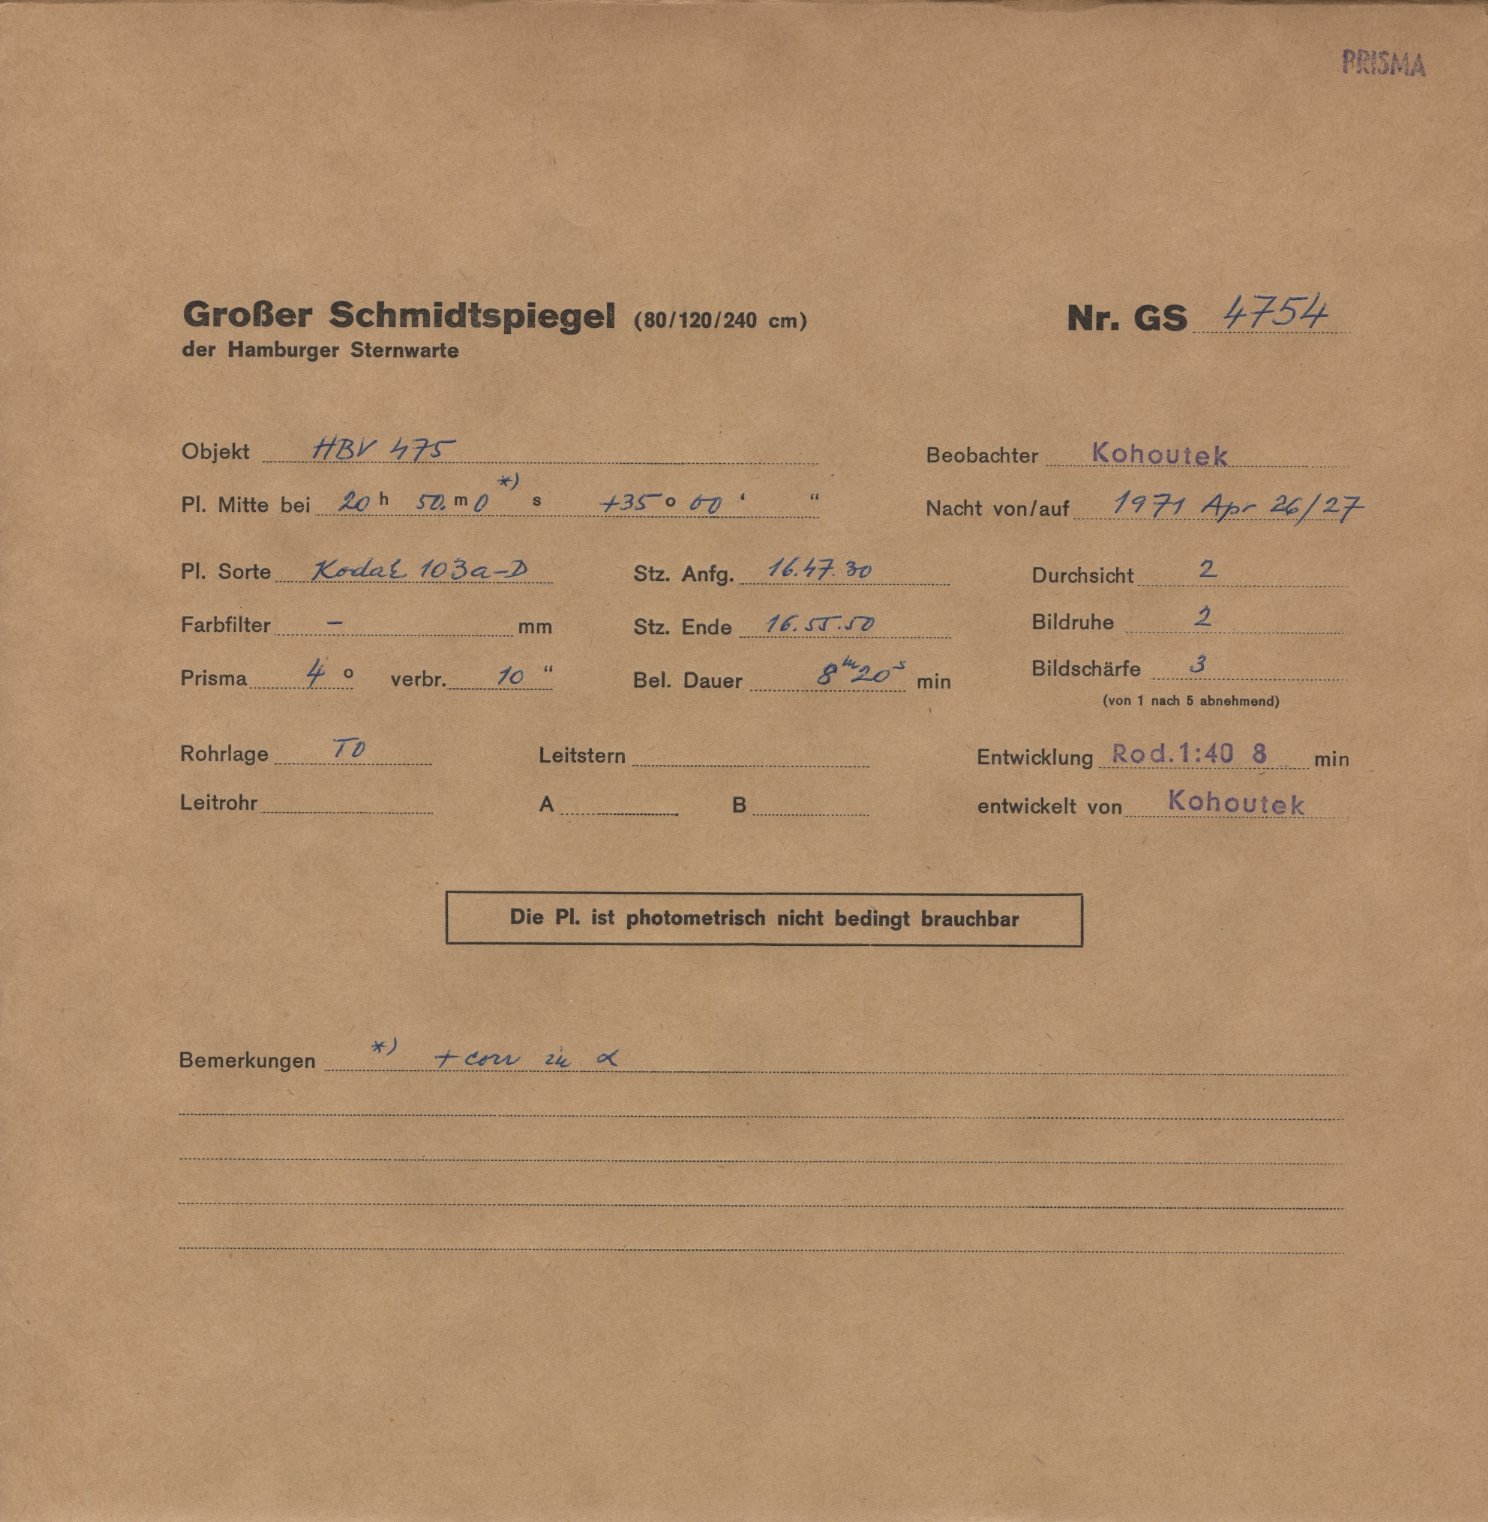 PRISMA
Großer Schmidtspiegel (80/120/240 cm) Nr. GS 4754
der Hamburger Sternwarte
Objekt HBV 475 Beobachter Kohoutek
Pl. Mitte bei 20 h 50. m 0 *) s +35 ° 00 ' " Nacht von/auf 1971 Apr 26/27
Pl. Sorte Kodak 103a-D Stz. Anfg. 16.47.30 Durchsicht 2
Farbfilter - mm Stz. Ende 16.55.50 Bildruhe 2
Prisma 4 ° verbr. 10 " Bel. Dauer 8m20s min Bildschärfe 3
(von 1 nach 5 abnehmend)
Rohrlage TO Leitstern Entwicklung Rod.1:40 8 min
Leitrohr A B entwickelt von Kohoutek
Die Pl. ist photometrisch nicht bedingt brauchbar
Bemerkungen *) + corr in α